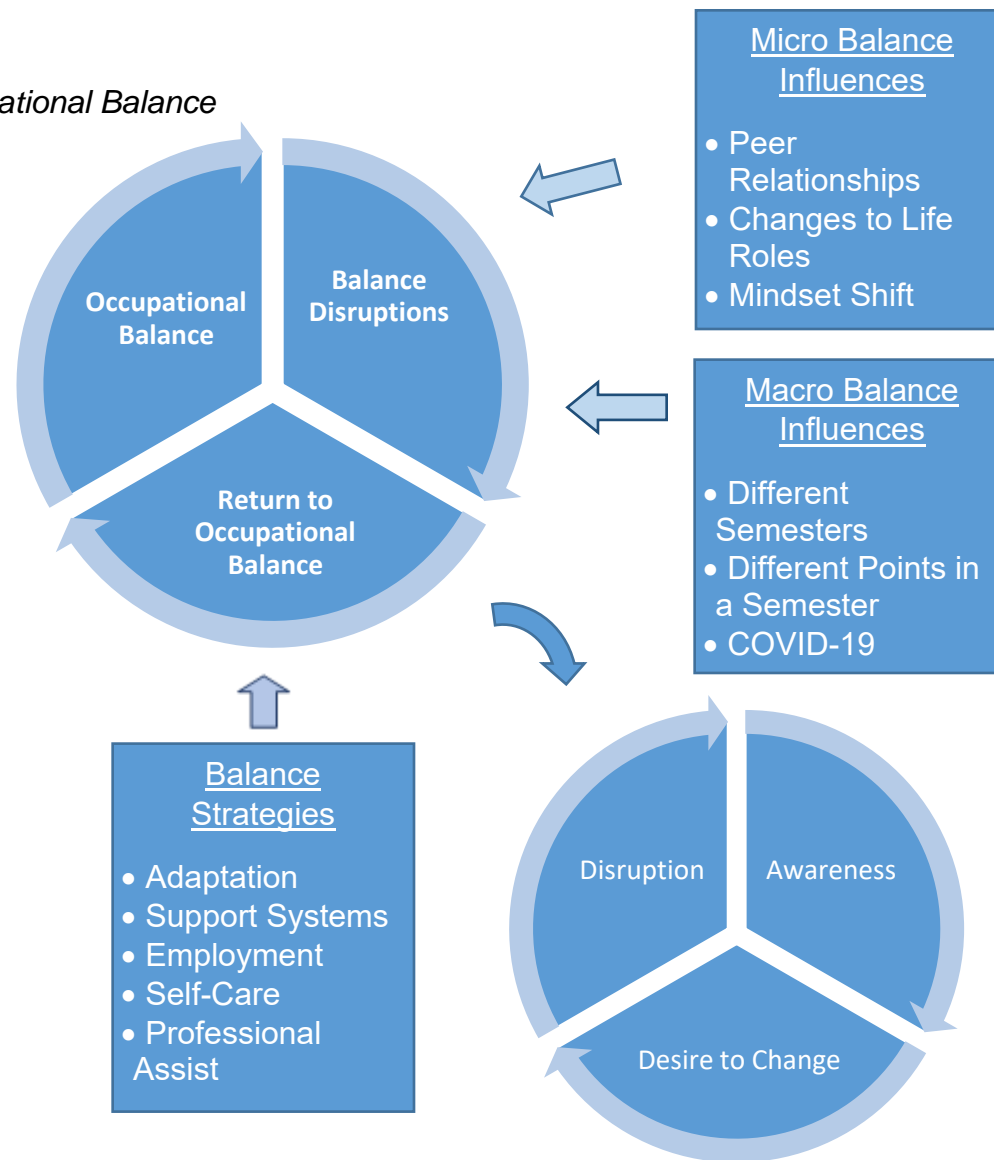 ational Balance
Micro Balance
Influences
• Peer
Relationships
• Changes to Life
Roles
• Mindset Shift
Occupational
Balance
Balance
Disruptions
Return to
Occupational
Balance
Macro Balance
Influences
• Different
Semesters
• Different Points in
a Semester
• COVID-19
Balance
Strategies
• Adaptation
• Support Systems
• Employment
• Self-Care
• Professional
Assist
Disruption
Awareness
Desire to Change